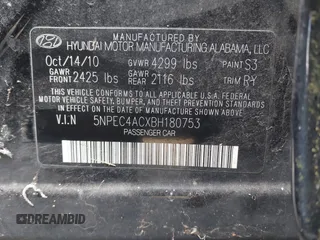 MANUFACTURED BY
HYUNDAI MOTOR MANUFACTURING ALABAMA, LLC
Oct/14/10 GVWR 4299 lbs PAINT S3
GAWR FRONT 2425 lbs GAWR REAR 2116 lbs TRIM RY
THIS VEHICLE CONFORMS TO ALL APPLICABLE U.S. FEDERAL
MOTOR VEHICLE SAFETY, BUMPER, AND THEFT PREVENTION
STANDARDS IN EFFECT ON THE DATE OF MANUFACTURE SHOWN ABOVE.
V.I.N 5NPEC4ACXBH180753
PASSENGER CAR
DREAMBID